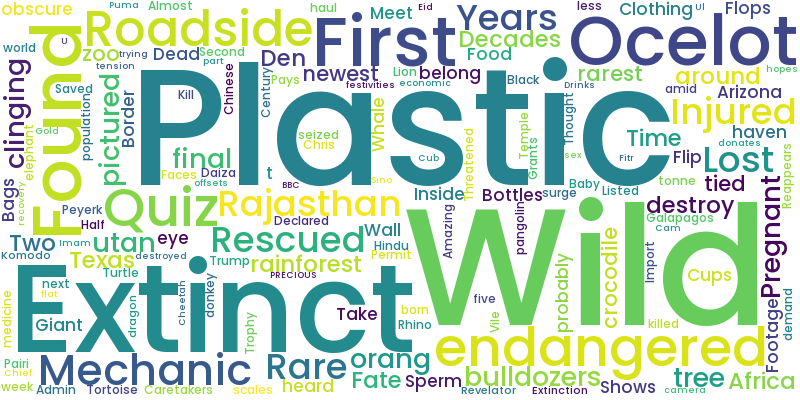 obscure Puma Almost haul Meet Eid less Clothing UI Flops
Roadside First Years Ocelot
world U trying Second zoo Dead Den Decades Food
tension part newest Lion belong Black rarest around hopes
Found clinging Saved pictured Border Kill Chinese Century Pays festivities economic Drinks amid Arizona
population Plastic Whale Thought Injured
Gold elephant seized Chris Temple Giants Time haven
final Cub Threatened Flip Lost donates
Faces Daiza t sex Fitr Baby Listed tonne
Bags recovery offsets BBC Sino Inside Bottles surge tied Reappears
Peyerk Quiz Rajasthan Wild destroy
Half Declared Wall Amazing pangolin Galapagos Pregnant
Two Imam utan eye Rescued Hindu Cam
Komodo destroyed Texas Trump rainforest Permit Import
Turtle PRECIOUS probably crocodile Cups
next Extinct Cheetah donkey five
medicine fiat dragon Trophy Take born Vile killed Footage demand
Giant Rhino endangered
Pairi Mechanic Rare orang
Chief bulldozers tree Africa
week Admin Tortoise Caretakers scales heard Fate Sperm Revelator Extinction Shows camera